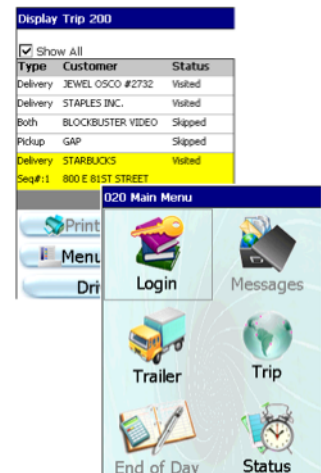 Display Trip 200
Show All
Type Customer Status
Delivery JEWEL OSCO #2732 Visited
Delivery STAPLES INC. Visited
Both BLOCKBUSTER VIDEO Skipped
Pickup GAP Skipped
Delivery STARBUCKS Visited
Seq#:1 800 E 81ST STREET
Print
Menu
Dri
020 Main Menu
Login Messages
Trailer Trip
End of Day Status